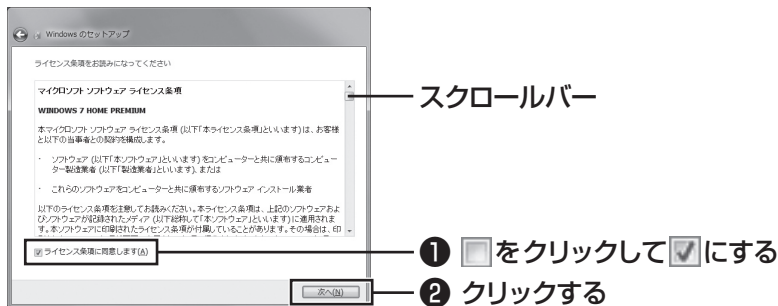 Windows のセットアップ
ライセンス条項をお読みになってください
マイクロソフト ソフトウェア ライセンス条項
WINDOWS 7 HOME PREMIUM
本マイクロソフト ソフトウェア ライセンス条項 (以下「本ライセンス条項」といいます) は、お客様
と以下の当事者との契約を構成します。
· ソフトウェア (以下「本ソフトウェア」といいます) をコンピューターと共に頒布するコンピュー
ター製造業者 (以下「製造業者」といいます)、または
· これらのソフトウェアをコンピューターと共に頒布するソフトウェア インストール業者
以下のライセンス条項を注意してお読みください。本ライセンス条項は、上記のソフトウェアおよ
びソフトウェアが記録されたメディア (以下総称して「本ソフトウェア」といいます) に適用されま
す。本ソフトウェアに印刷されたライセンス条項が付属していることがあります。その場合は、印
ライセンス条項に同意します(A)
次へ(N)
スクロールバー
❶ をクリックして にする
❷ クリックする